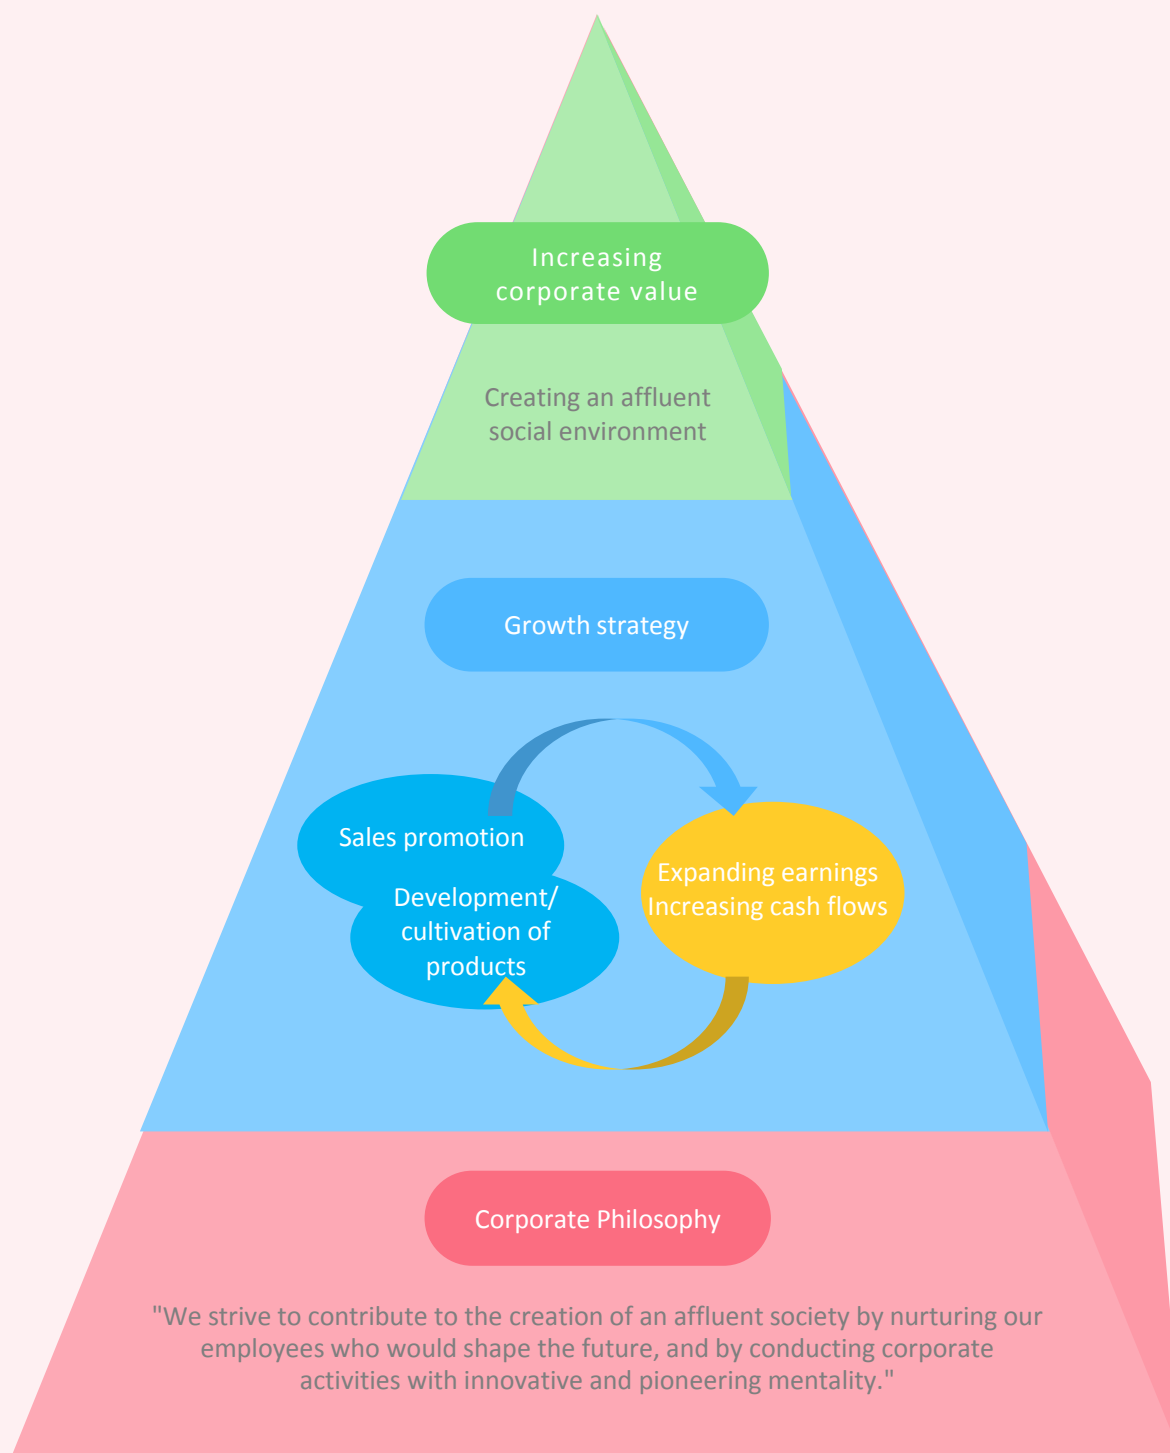 Increasing
corporate value
Creating an affluent
social environment
Growth strategy
Sales promotion
Development/
cultivation of
products
Expanding earnings
Increasing cash flows
Corporate Philosophy
"We strive to contribute to the creation of an affluent society by nurturing our
employees who would shape the future, and by conducting corporate
activities with innovative and pioneering mentality."